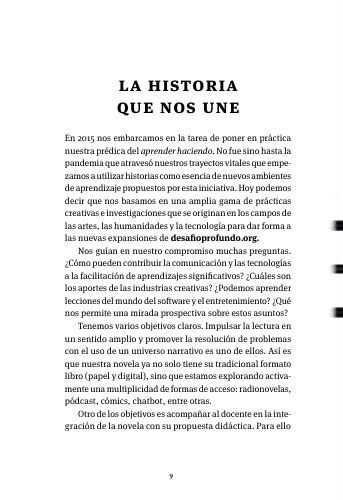 LA HISTORIA
QUE NOS UNE
En 2015 nos embarcamos en la tarea de poner en práctica
nuestra prédica del aprender haciendo. No fue sino hasta la
pandemia que atravesó nuestros trayectos vitales que empe-
zamos a utilizar historias como esencia de nuevos ambientes
de aprendizaje propuestos por esta iniciativa. Hoy podemos
decir que nos basamos en una amplia gama de prácticas
creativas e investigaciones que se originan en los campos de
las artes, las humanidades y la tecnología para dar forma a
las nuevas expansiones de desafioprofundo.org.
Nos guían en nuestro compromiso muchas preguntas.
¿Cómo pueden contribuir la comunicación y las tecnologías
a la facilitación de aprendizajes significativos? ¿Cuáles son
los aportes de las industrias creativas? ¿Podemos aprender
lecciones del mundo del software y el entretenimiento? ¿Qué
nos permite una mirada prospectiva sobre estos asuntos?
Tenemos varios objetivos claros. Impulsar la lectura en
un sentido amplio y promover la resolución de problemas
con el uso de un universo narrativo es uno de ellos. Así es
que nuestra novela ya no solo tiene su tradicional formato
libro (papel y digital), sino que estamos explorando activa-
mente una multiplicidad de formas de acceso: radionovelas,
pódcast, cómics, chatbot, entre otras.
Otro de los objetivos es acompañar al docente en la inte-
gración de la novela con su propuesta didáctica. Para ello
9